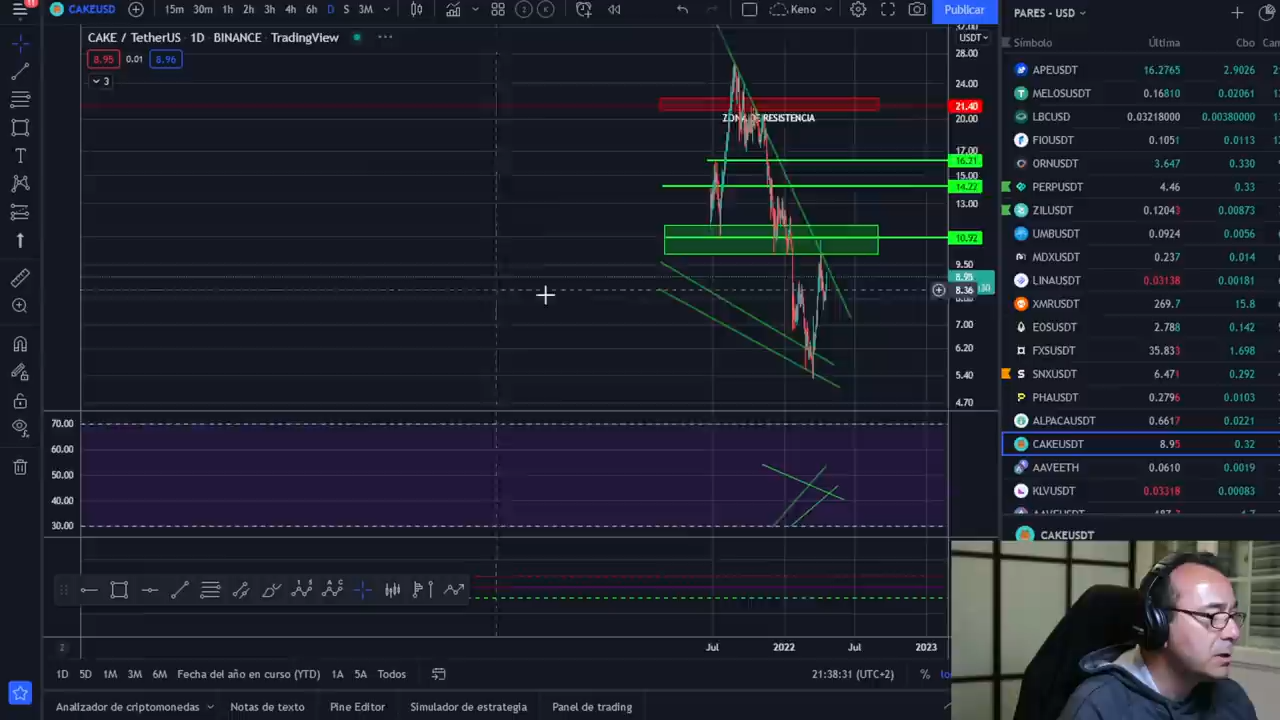 11
CAKEUSD
15m 30m 1h 2h 3h 4h 6h D S 3M
Keno
Publicar
PARES - USD
CAKE / TetherUS 1D BINANCE TradingView
USDT
8.95 0.01 8.96
3
Símbolo Última Cbo
APEUSDT 16.2765 2.9026
MELOSUSDT 0.16810 0.02061
LBCUSD 0.03218000 0.00380000
FIOUSDT 0.1051 0.0113
ORNUSDT 3.647 0.330
PERPUSDT 4.46 0.33
ZILUSDT 0.12043 0.00873
UMBUSDT 0.0924 0.0056
MDXUSDT 0.237 0.014
LINAUSDT 0.03138 0.00181
XMRUSDT 269.7 15.8
EOSUSDT 2.788 0.142
FXSUSDT 35.833 1.698
SNXUSDT 6.471 0.292
PHAUSDT 0.2796 0.0103
ALPACAUSDT 0.6617 0.0221
CAKEUSDT 8.95 0.32
AAVEETH 0.0610 0.0019
KLVUSDT 0.03318 0.00083
CAKEUSDT
ZONA DE RESISTENCIA
28.00
24.00
21.40
20.00
17.00
16.21
15.00
14.22
13.00
10.92
9.50
8.95
8.36
7.00
6.20
5.40
4.70
70.00
60.00
50.00
40.00
30.00
Jul 2022 Jul 2023
1D 5D 1M 3M 6M Fecha del año en curso (YTD) 1A 5A Todos
21:38:31 (UTC+2) %
Analizador de criptomonedas Notas de texto Pine Editor Simulador de estrategia Panel de trading